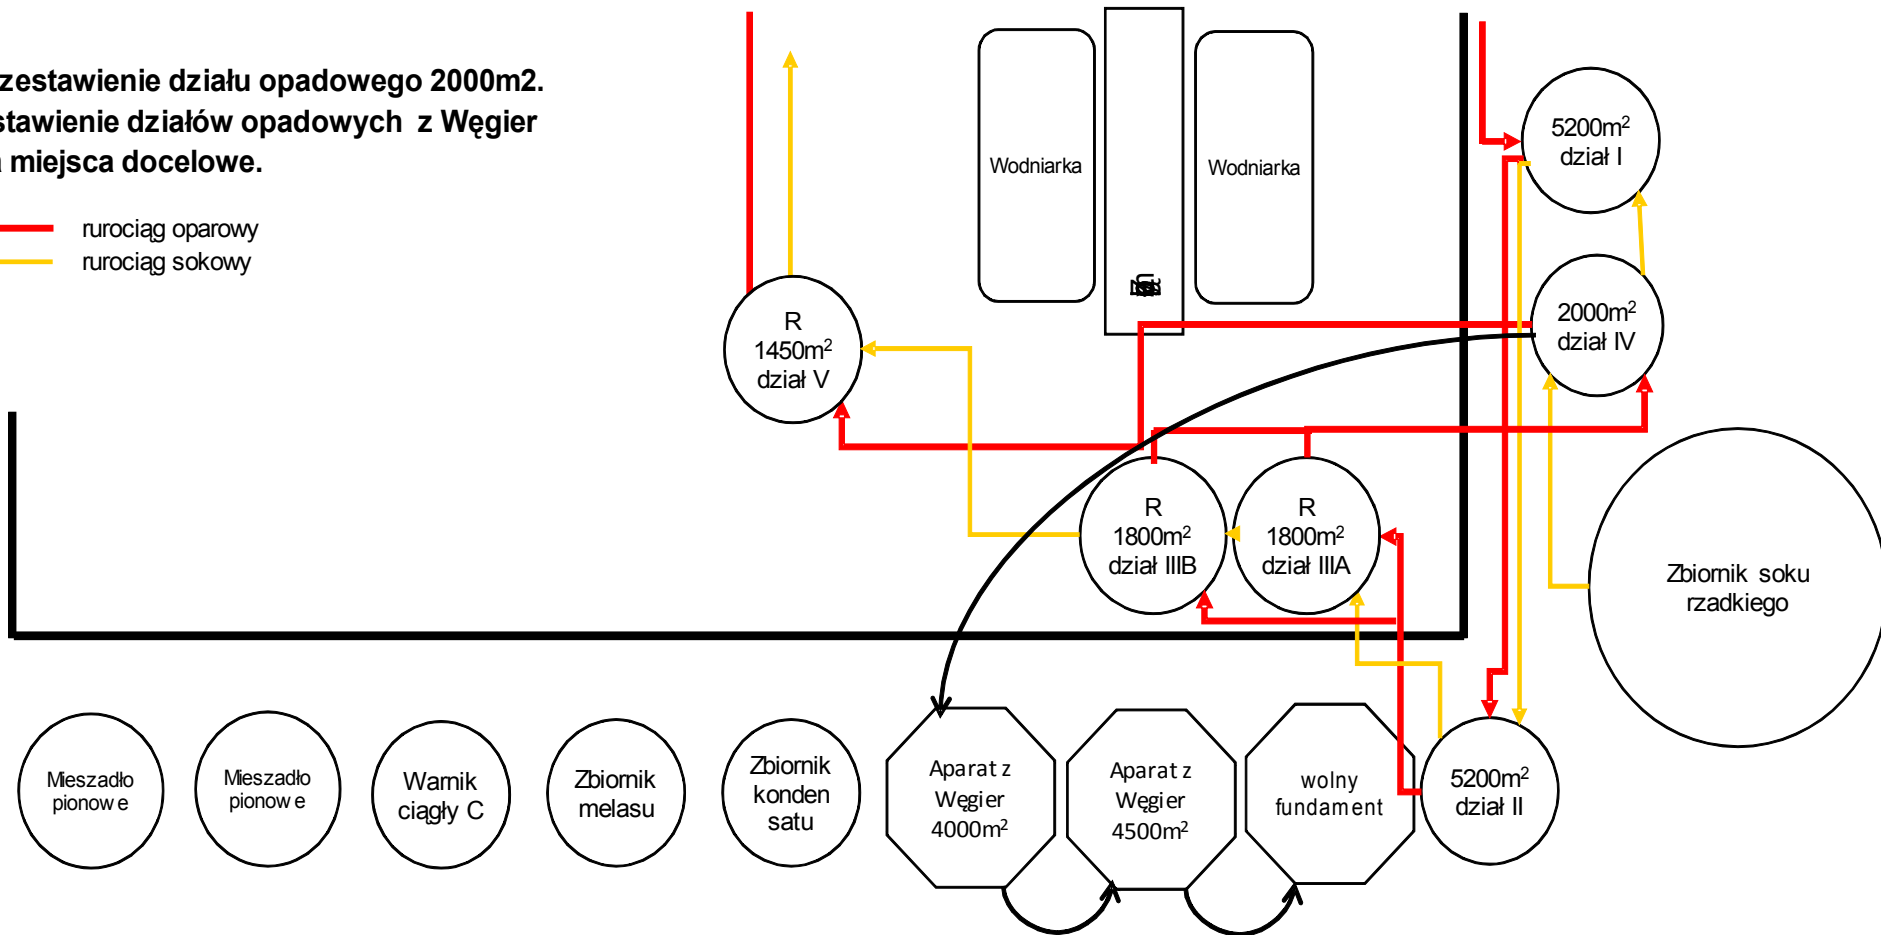 zestawienie działu opadowego 2000m2.
stawienie działów opadowych z Węgier
a miejsca docelowe.
rurociąg oparowy
rurociąg sokowy
Wodniarka
Wodniarka
5200m²
dział I
2000m²
dział IV
R
1450m²
dział V
R
1800m²
dział IIIB
R
1800m²
dział IIIA
Zbiornik soku
rzadkiego
Mieszadło
pionowe
Mieszadło
pionowe
Warnik
ciągły C
Zbiornik
melasu
Zbiornik
konden
satu
Aparat z
Węgier
4000m²
Aparat z
Węgier
4500m²
wolny
fundament
5200m²
dział II